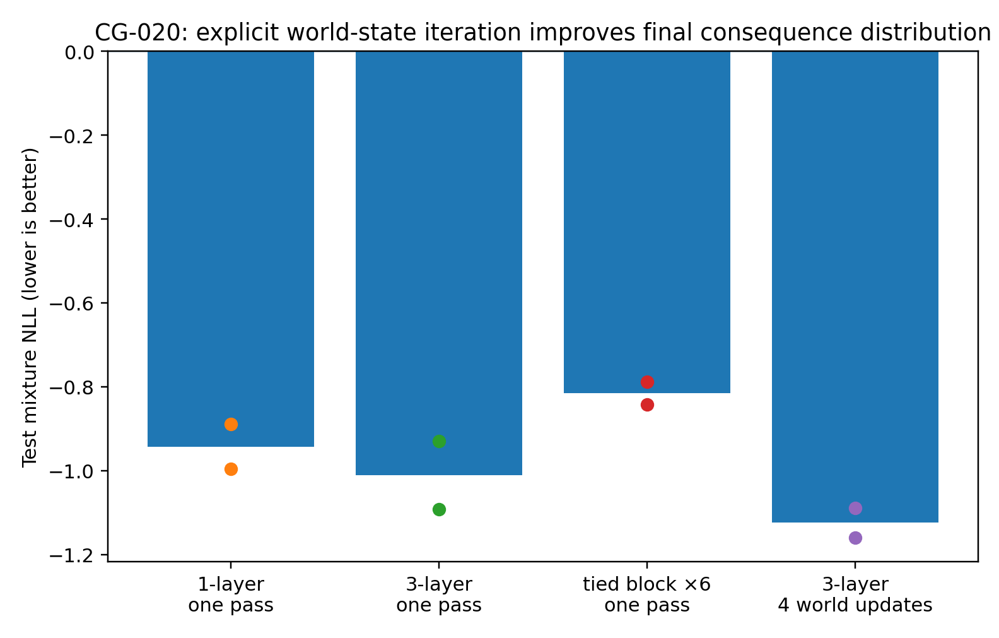 CG-020: explicit world-state iteration improves final consequence distribution
Test mixture NLL (lower is better)
0.0
−0.2
−0.4
−0.6
−0.8
−1.0
−1.2
1-layer
one pass
3-layer
one pass
tied block ×6
one pass
3-layer
4 world updates